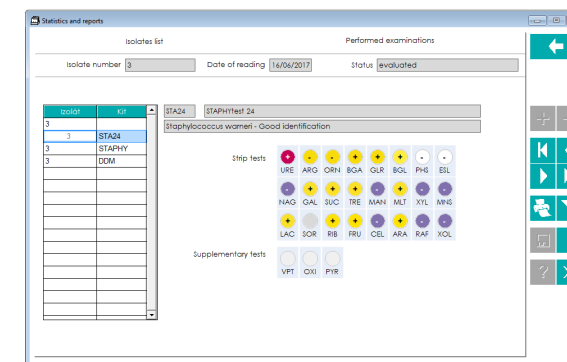 Statistics and reports
Isolates list Performed examinations
Isolate number 3 Date of reading 16/06/2017 Status evaluated
Izolát Kit STA24 STAPHYtest 24
3
3 STA24
3 STAPHY
3 DDM
Staphylococcus warneri - Good identification
Strip tests + - - + + + - -
URE ARG ORN BGA GLR BGL PHS ESL
- + + + - + - -
NAG GAL SUC TRE MAN MLT XYL MNS
+ + + - + - -
LAC SOR RIB FRU CEL ARA RAF XOL
Supplementary tests
VPT OXI PYR
?